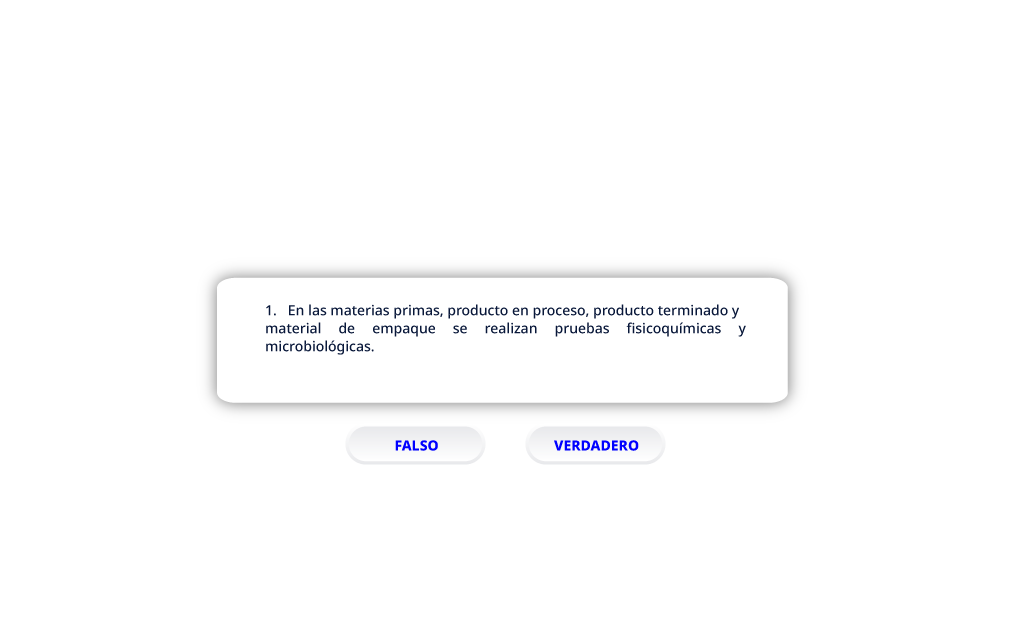 1. En las materias primas, producto en proceso, producto terminado y
material de empaque se realizan pruebas fisicoquímicas y
microbiológicas.
FALSO
VERDADERO